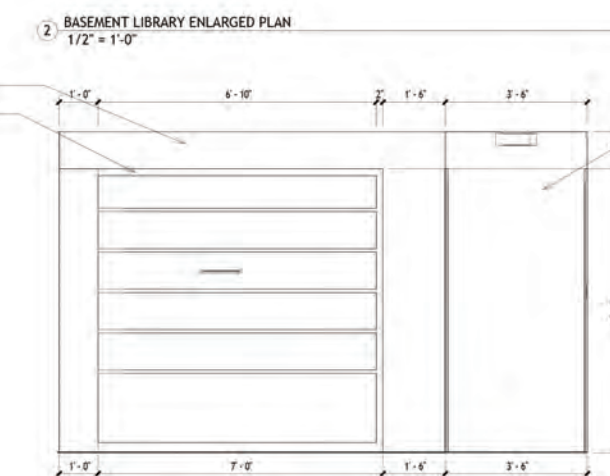 2 BASEMENT LIBRARY ENLARGED PLAN
1/2" = 1'-0"
1'-0" 6'-10" 2" 1'-6" 3'-6"
1'-0" 7'-0" 1'-6" 3'-6"